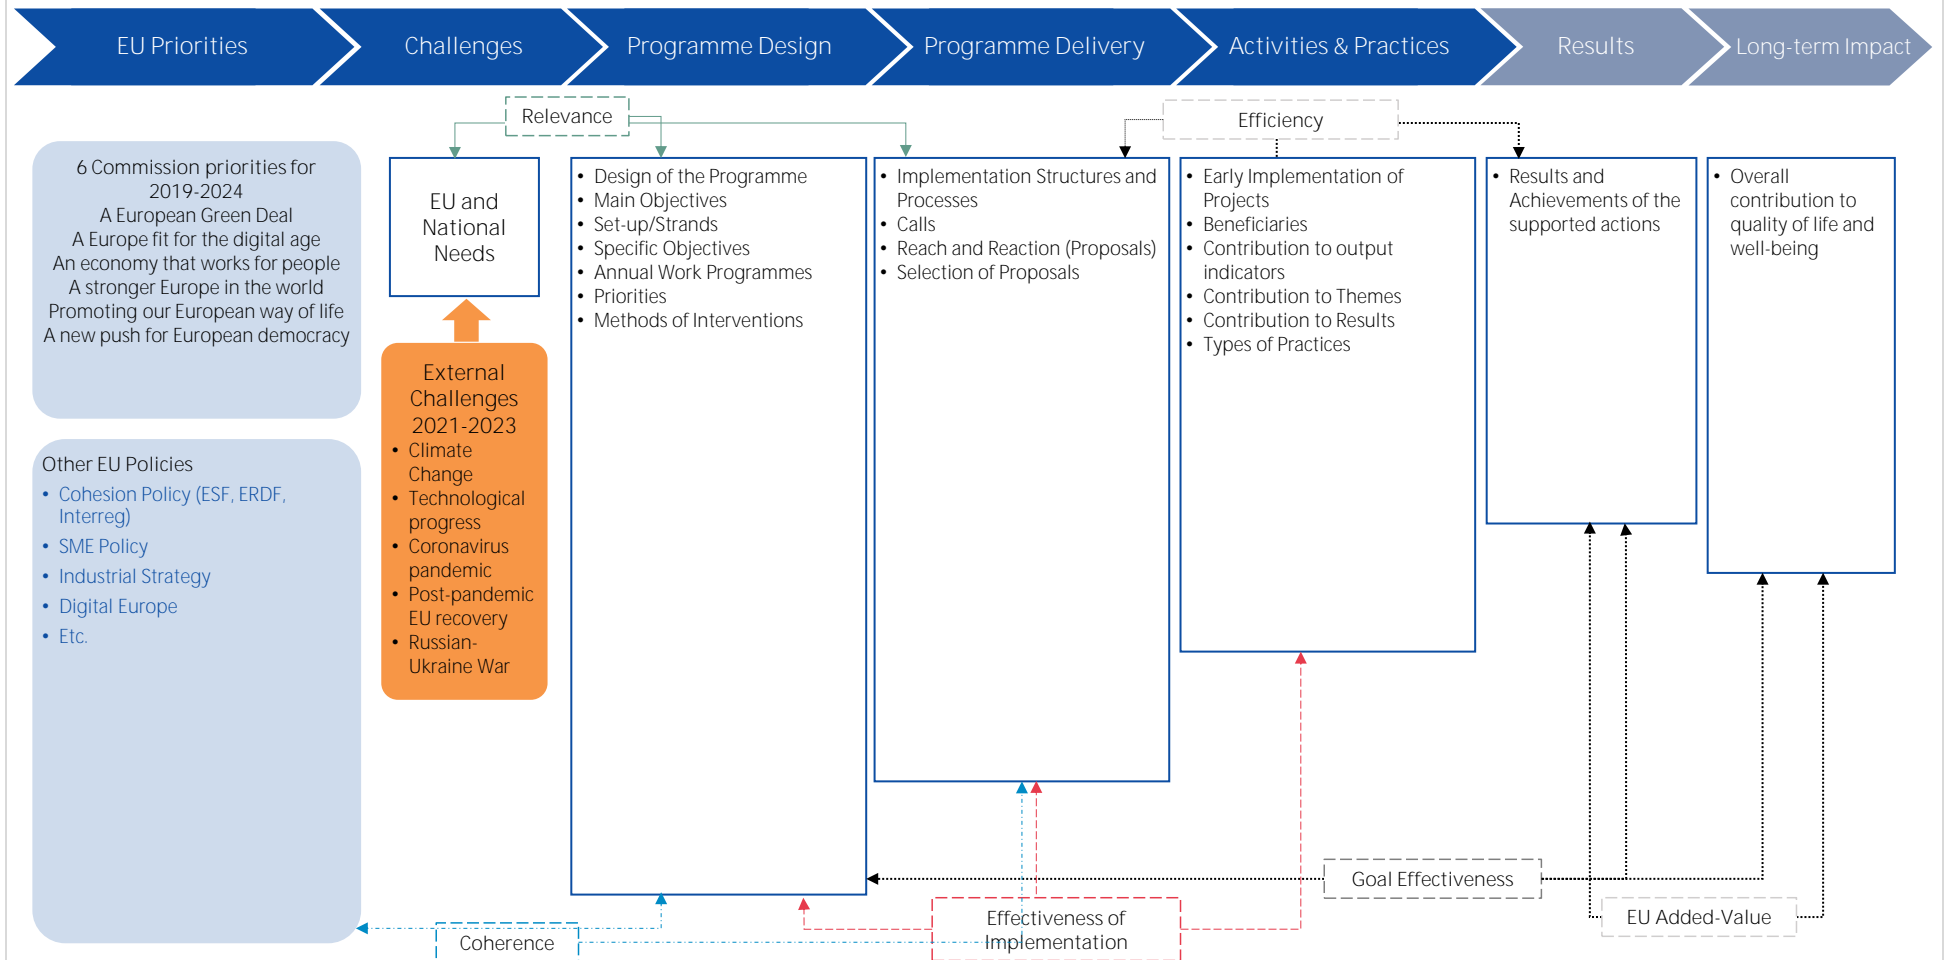 EU Priorities
Challenges
Programme Design
Programme Delivery
Activities & Practices
Results
Long-term Impact
Relevance
Efficiency
6 Commission priorities for
2019-2024
A European Green Deal
A Europe fit for the digital age
An economy that works for people
A stronger Europe in the world
Promoting our European way of life
A new push for European democracy
Other EU Policies
• Cohesion Policy (ESF, ERDF,
Interreg)
• SME Policy
• Industrial Strategy
• Digital Europe
• Etc.
EU and
National
Needs
External
Challenges
2021-2023
• Climate
Change
• Technological
progress
• Coronavirus
pandemic
• Post-pandemic
EU recovery
• Russian-
Ukraine War
• Design of the Programme
• Main Objectives
• Set-up/Strands
• Specific Objectives
• Annual Work Programmes
• Priorities
• Methods of Interventions
• Implementation Structures and
Processes
• Calls
• Reach and Reaction (Proposals)
• Selection of Proposals
• Early Implementation of
Projects
• Beneficiaries
• Contribution to output
indicators
• Contribution to Themes
• Contribution to Results
• Types of Practices
• Results and
Achievements of the
supported actions
• Overall
contribution to
quality of life and
well-being
Goal Effectiveness
EU Added-Value
Effectiveness of
Implementation
Coherence